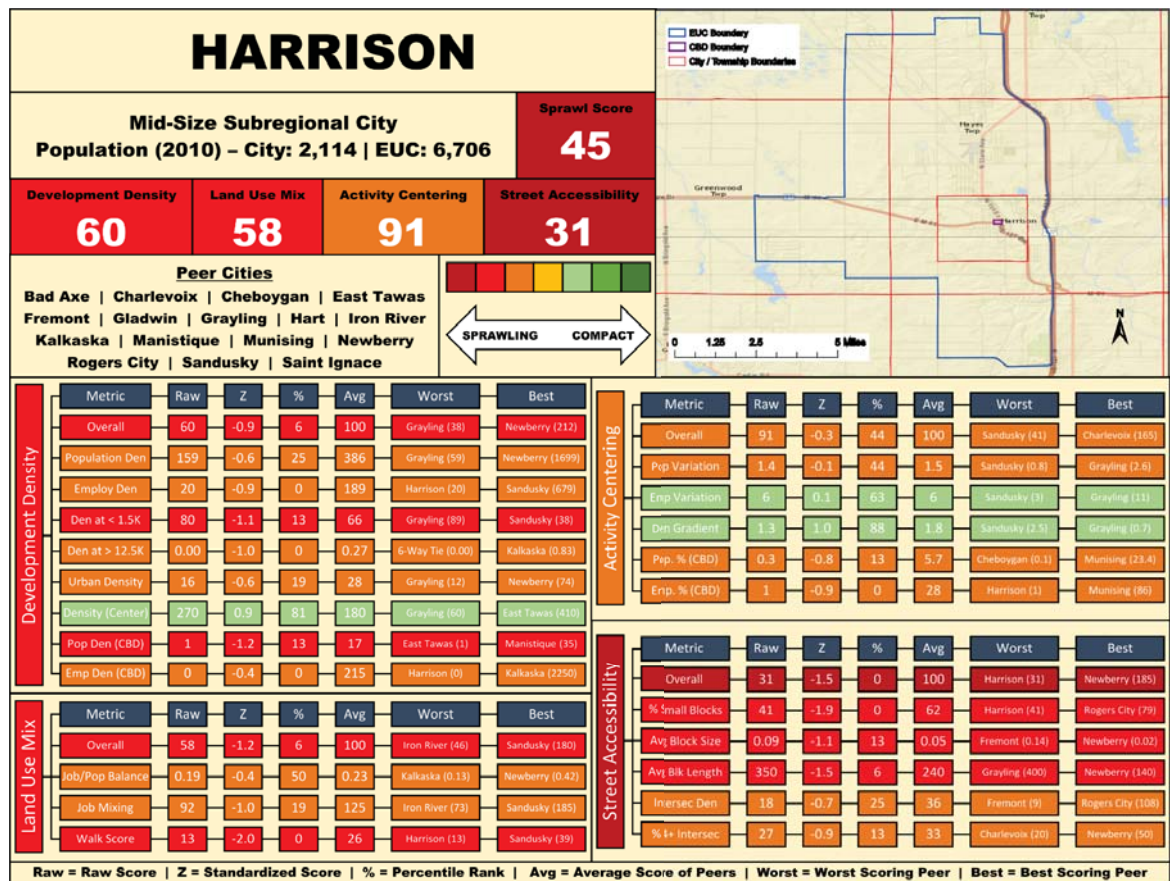 HARRISON
Mid-Size Subregional City
Population (2010) – City: 2,114 | EUC: 6,706
Sprawl Score
45
Development Density
60
Land Use Mix
58
Activity Centering
91
Street Accessibility
31
Peer Cities
Bad Axe | Charlevoix | Cheboygan | East Tawas
Fremont | Gladwin | Grayling | Hart | Iron River
Kalkaska | Manistique | Munising | Newberry
Rogers City | Sandusky | Saint Ignace
SPRAWLING COMPACT
EUC Boundary
CBD Boundary
City / Township Boundaries
Twp
Hayes
Twp
Greenwood
Twp
Harrison
N
0 1.25 2.5 5 Miles
Development Density
Metric Raw Z % Avg Worst Best
Overall 60 -0.9 6 100 Grayling (38) Newberry (212)
Population Den 159 -0.6 25 386 Grayling (59) Newberry (1699)
Employ Den 20 -0.9 0 189 Harrison (20) Sandusky (679)
Den at < 1.5K 80 -1.1 13 66 Grayling (89) Sandusky (38)
Den at > 12.5K 0.00 -1.0 0 0.27 6-Way Tie (0.00) Kalkaska (0.83)
Urban Density 16 -0.6 19 28 Grayling (12) Newberry (74)
Density (Center) 270 0.9 81 180 Grayling (60) East Tawas (410)
Pop Den (CBD) 1 -1.2 13 17 East Tawas (1) Manistique (35)
Emp Den (CBD) 0 -0.4 0 215 Harrison (0) Kalkaska (2250)
Land Use Mix
Metric Raw Z % Avg Worst Best
Overall 58 -1.2 6 100 Iron River (46) Sandusky (180)
Job/Pop Balance 0.19 -0.4 50 0.23 Kalkaska (0.13) Newberry (0.42)
Job Mixing 92 -1.0 19 125 Iron River (73) Sandusky (185)
Walk Score 13 -2.0 0 26 Harrison (13) Sandusky (39)
Activity Centering
Metric Raw Z % Avg Worst Best
Overall 91 -0.3 44 100 Sandusky (41) Charlevoix (165)
Pop Variation 1.4 -0.1 44 1.5 Sandusky (0.8) Grayling (2.6)
Emp Variation 6 0.1 63 6 Sandusky (3) Grayling (11)
Den Gradient 1.3 1.0 88 1.8 Sandusky (2.5) Grayling (0.7)
Pop. % (CBD) 0.3 -0.8 13 5.7 Cheboygan (0.1) Munising (23.4)
Emp. % (CBD) 1 -0.9 0 28 Harrison (1) Munising (86)
Street Accessibility
Metric Raw Z % Avg Worst Best
Overall 31 -1.5 0 100 Harrison (31) Newberry (185)
% Small Blocks 41 -1.9 0 62 Harrison (41) Rogers City (79)
Avg Block Size 0.09 -1.1 13 0.05 Fremont (0.14) Newberry (0.02)
Avg Blk Length 350 -1.5 6 240 Grayling (400) Newberry (140)
Intersec Den 18 -0.7 25 36 Fremont (9) Rogers City (108)
% 4+ Intersec 27 -0.9 13 33 Charlevoix (20) Newberry (50)
Raw = Raw Score | Z = Standardized Score | % = Percentile Rank | Avg = Average Score of Peers | Worst = Worst Scoring Peer | Best = Best Scoring Peer